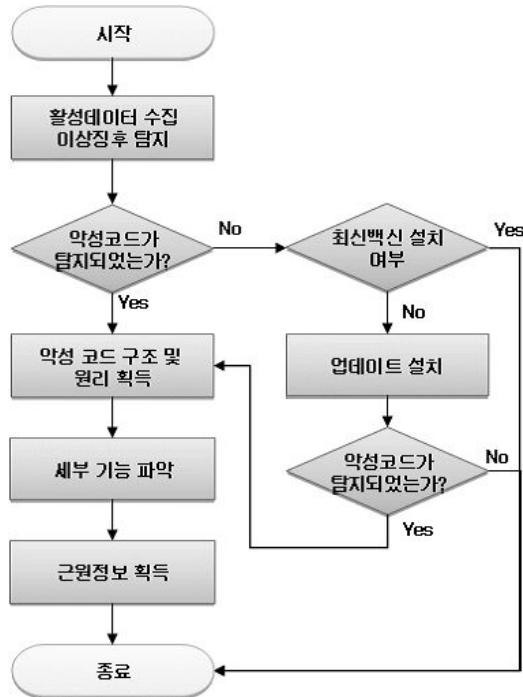 시작
활성데이터 수집
이상징후 탐지
악성코드가
탐지되었는가?
No
최신백신 설치
여부
Yes
Yes
No
악성 코드 구조 및
원리 획득
업데이트 설치
세부 기능 파악
악성코드가
탐지되었는가?
No
Yes
근원정보 획득
종료